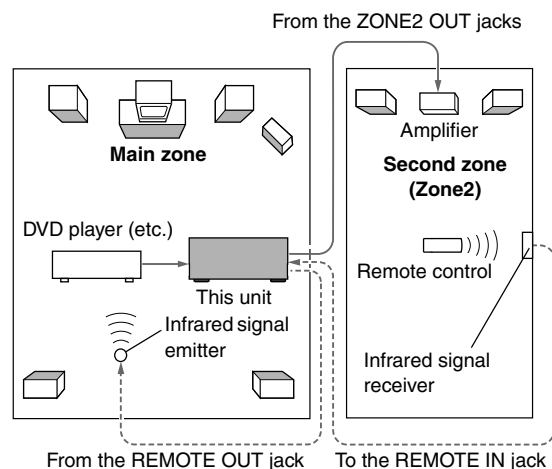 From the ZONE2 OUT jacks
Main zone
Amplifier
Second zone
(Zone2)
DVD player (etc.)
This unit
Remote control
Infrared signal
emitter
Infrared signal
receiver
From the REMOTE OUT jack
To the REMOTE IN jack